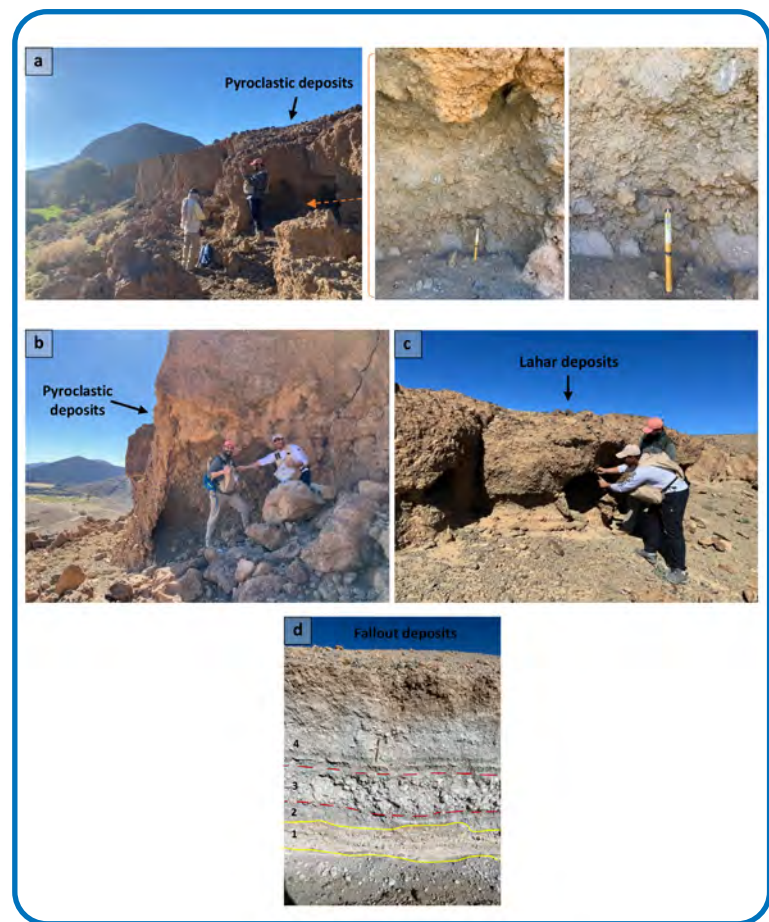 a
Pyroclastic deposits
b
Pyroclastic
deposits
c
Lahar deposits
d
Fallout deposits
4
3
2
1